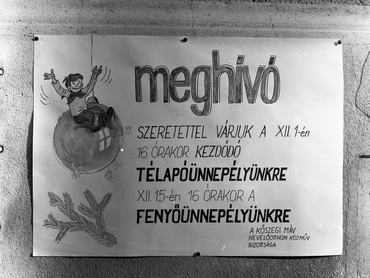 meghívó
SZERETETTEL VÁRJUK A XII. 1-én
16 ÓRAKOR KEZDŐDŐ
TÉLAPÓÜNNEPÉLYÜNKRE
XII. 15-én 16 ÓRAKOR A
FENYŐÜNNEPÉLYÜNKRE
A KŐSZEGI MÁV
NEVELŐOTTHON KÖZMŰV.
BIZOTTSÁGA